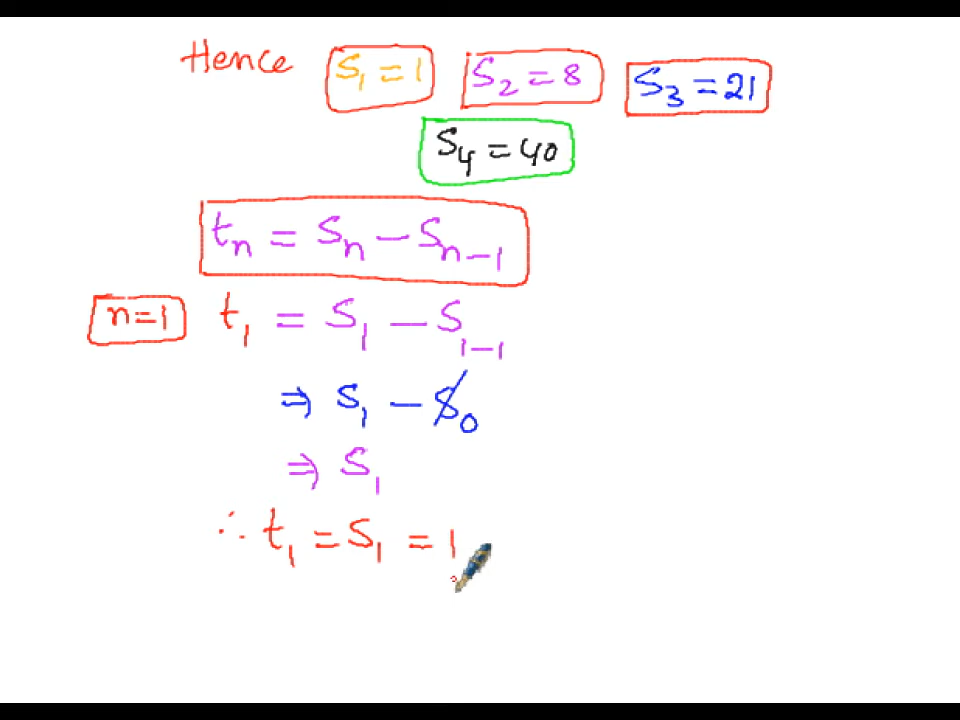 Hence S₁ = 1 S₂ = 8 S₃ = 21
S₄ = 40
tₙ = Sₙ − Sₙ₋₁
n=1 t₁ = S₁ − S₁₋₁
⇒ S₁ − S₀
⇒ S₁
∴ t₁ = S₁ = 1